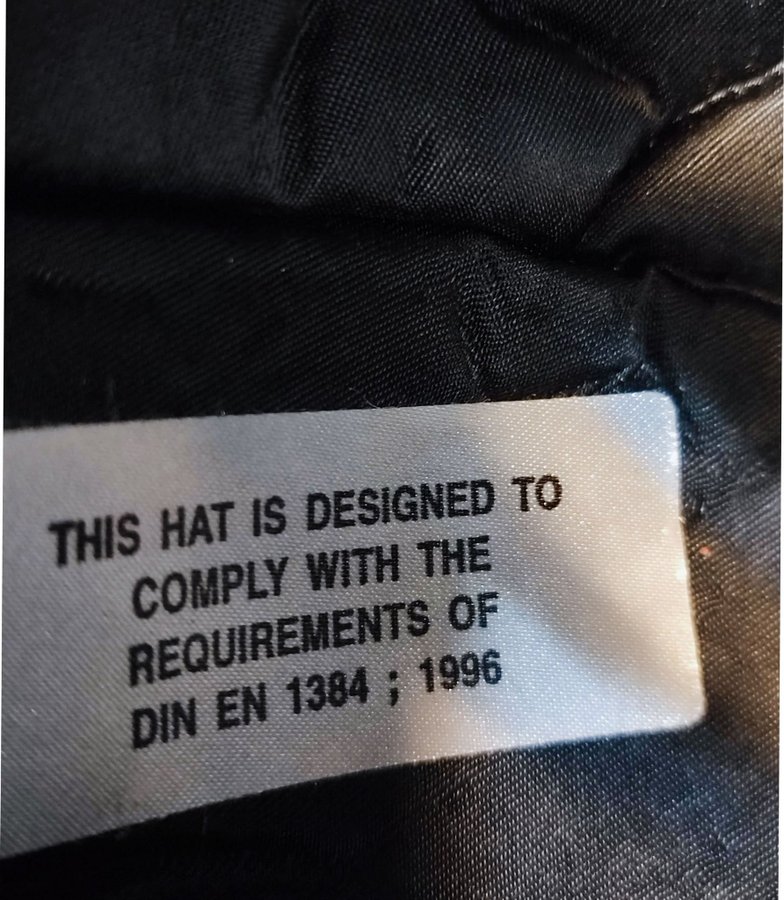 THIS HAT IS DESIGNED TO
COMPLY WITH THE
REQUIREMENTS OF
DIN EN 1384 ; 1996